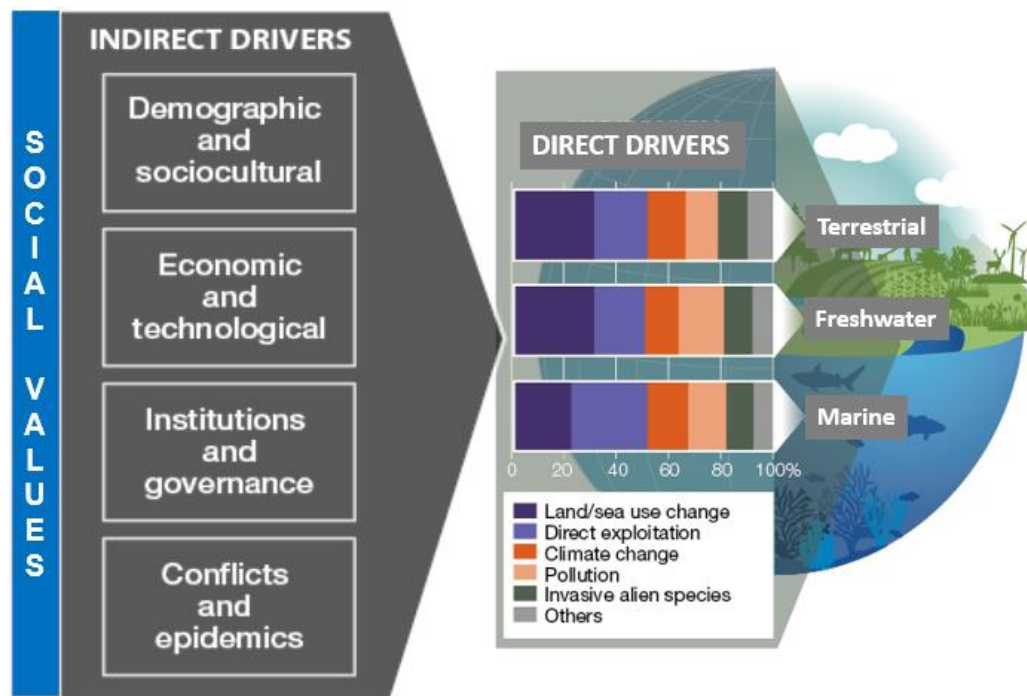 SOCIAL VALUES
INDIRECT DRIVERS
Demographic
and
sociocultural
Economic
and
technological
Institutions
and
governance
Conflicts
and
epidemics
DIRECT DRIVERS
Terrestrial
Freshwater
Marine
0 20 40 60 80 100%
Land/sea use change
Direct exploitation
Climate change
Pollution
Invasive alien species
Others